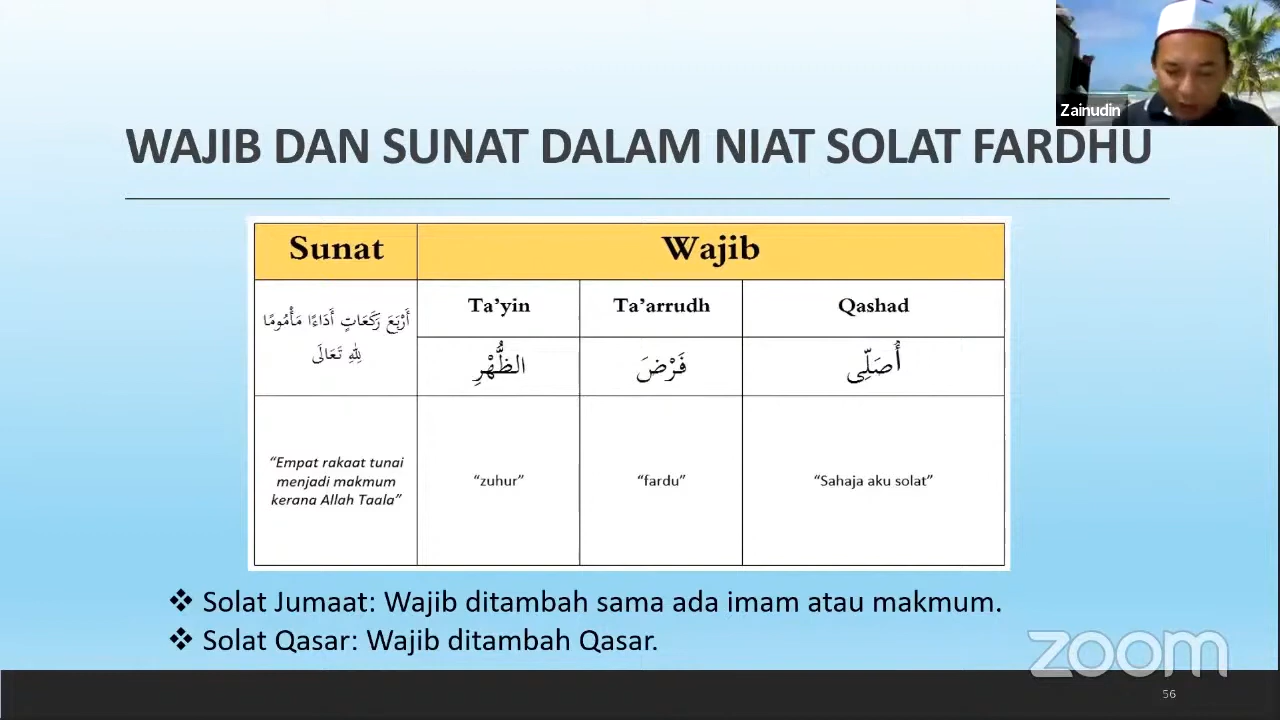 Zainudin
WAJIB DAN SUNAT DALAM NIAT SOLAT FARDHU
Sunat
Wajib
Ta’yin
Ta’arrudh
Qashad
أَرْبَعَ رَكَعَاتٍ أَدَاءًا مَأْمُومًا
لِلهِ تَعَالَى
الظُّهْرِ
فَرْضَ
أُصَلِّى
“Empat rakaat tunai
menjadi makmum
kerana Allah Taala”
“zuhur”
“fardu”
“Sahaja aku solat”
❖ Solat Jumaat: Wajib ditambah sama ada imam atau makmum.
❖ Solat Qasar: Wajib ditambah Qasar.
zoom
56